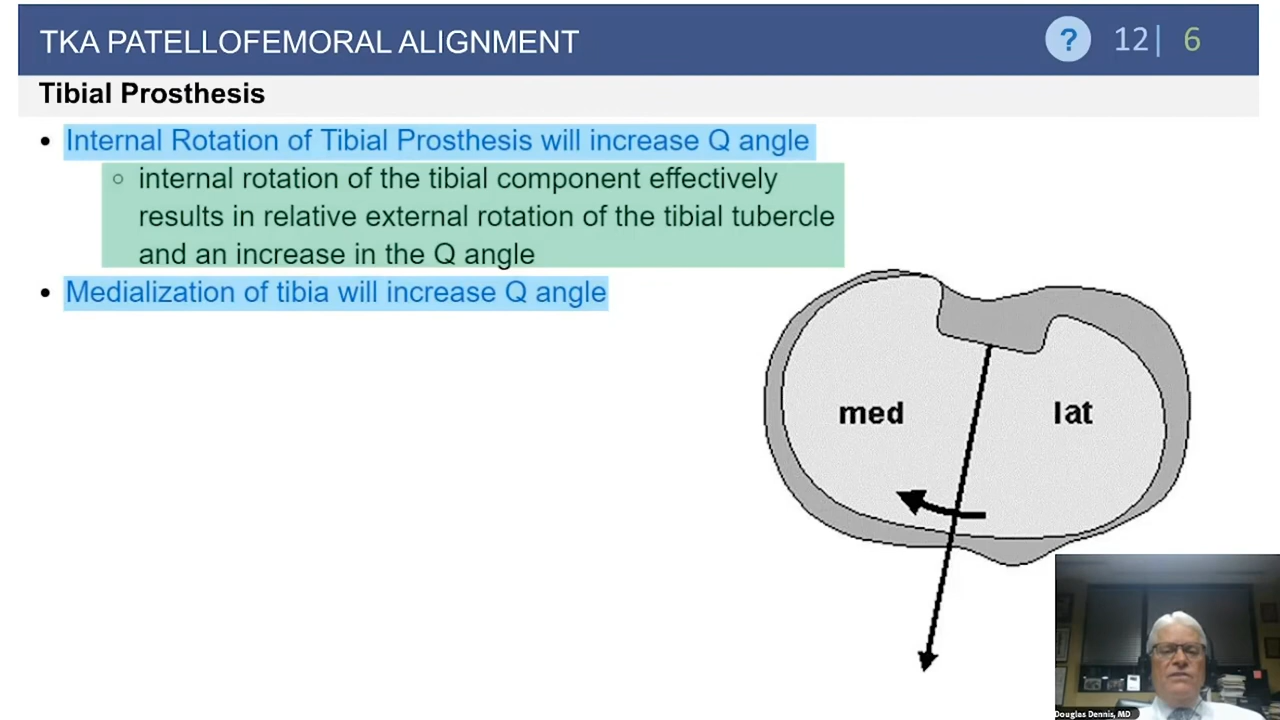 TKA PATELLOFEMORAL ALIGNMENT
? 12| 6
Tibial Prosthesis
• Internal Rotation of Tibial Prosthesis will increase Q angle
○ internal rotation of the tibial component effectively
results in relative external rotation of the tibial tubercle
and an increase in the Q angle
• Medialization of tibia will increase Q angle
med
lat
Douglas Dennis, MD